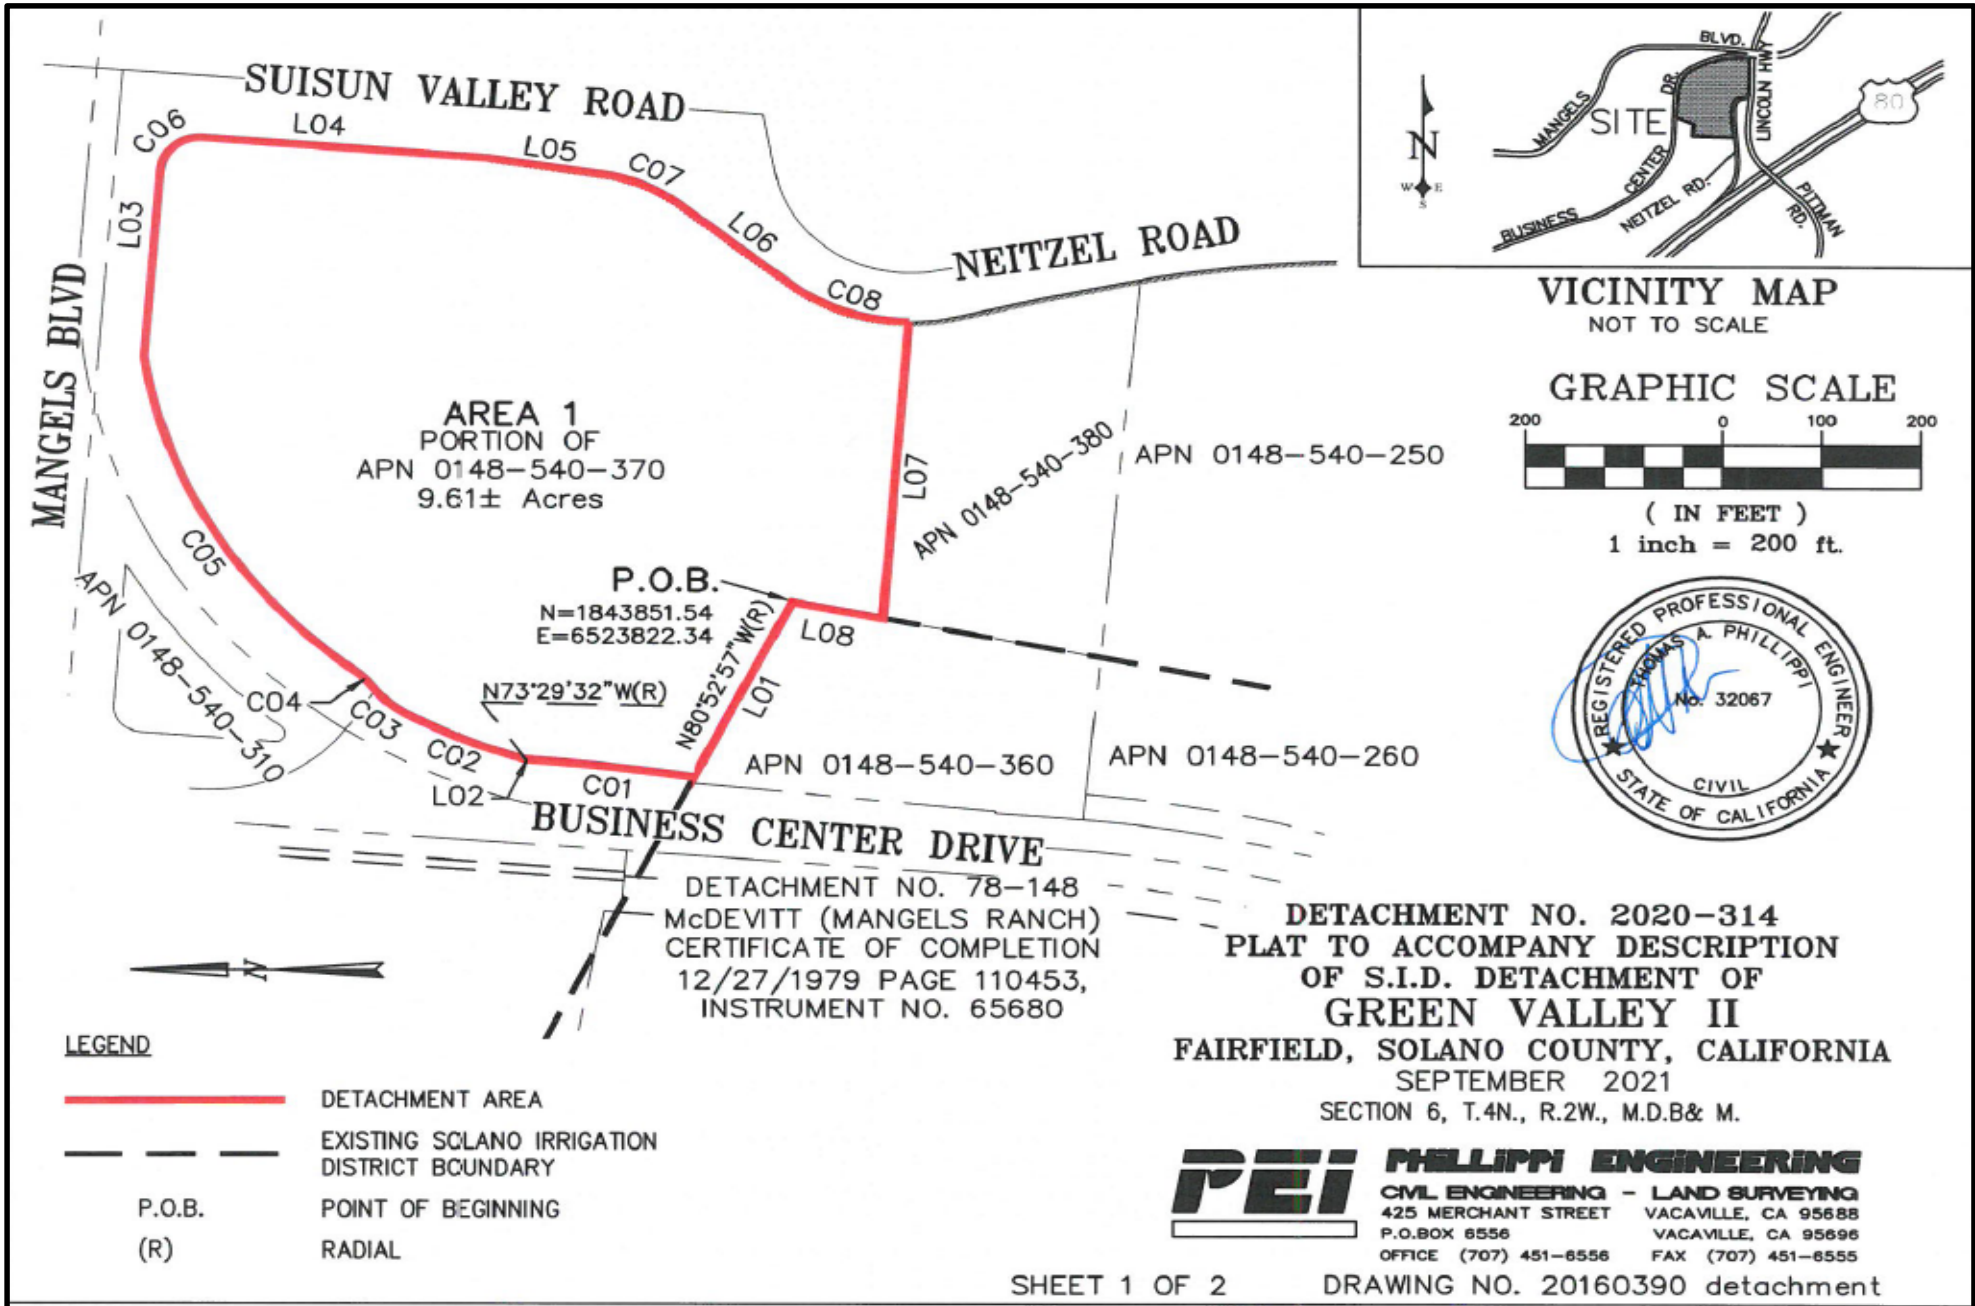 SUISUN VALLEY ROAD
C06
L04
L05
C07
L03
L06
NEITZEL ROAD
C08
MANGELS BLVD
AREA 1
PORTION OF
APN 0148-540-370
9.61± Acres
L07
APN 0148-540-380
APN 0148-540-250
C05
P.O.B.
N=1843851.54
E=6523822.34
N80°52'57"W(R)
L08
L01
APN 0148-540-310
C04
N73°29'32"W(R)
C03
C02
L02
C01
APN 0148-540-360
APN 0148-540-260
BUSINESS CENTER DRIVE
DETACHMENT NO. 78-148
McDEVITT (MANGELS RANCH)
CERTIFICATE OF COMPLETION
12/27/1979 PAGE 110453,
INSTRUMENT NO. 65680
N
LEGEND
DETACHMENT AREA
EXISTING SOLANO IRRIGATION
DISTRICT BOUNDARY
P.O.B. POINT OF BEGINNING
(R) RADIAL
N
W E
S
MANGELS BLVD.
SITE
BUSINESS CENTER DR.
LINCOLN HWY
80
NEITZEL RD.
PITTMAN RD.
VICINITY MAP
NOT TO SCALE
GRAPHIC SCALE
200 0 100 200
( IN FEET )
1 inch = 200 ft.
REGISTERED PROFESSIONAL ENGINEER
THOMAS A. PHILLIPPI
No. 32067
CIVIL
STATE OF CALIFORNIA
DETACHMENT NO. 2020-314
PLAT TO ACCOMPANY DESCRIPTION
OF S.I.D. DETACHMENT OF
GREEN VALLEY II
FAIRFIELD, SOLANO COUNTY, CALIFORNIA
SEPTEMBER 2021
SECTION 6, T.4N., R.2W., M.D.B& M.
PEI
PHILLIPPI ENGINEERING
CIVIL ENGINEERING - LAND SURVEYING
425 MERCHANT STREET VACAVILLE, CA 95688
P.O.BOX 6556 VACAVILLE, CA 95696
OFFICE (707) 451-6556 FAX (707) 451-6555
SHEET 1 OF 2 DRAWING NO. 20160390 detachment